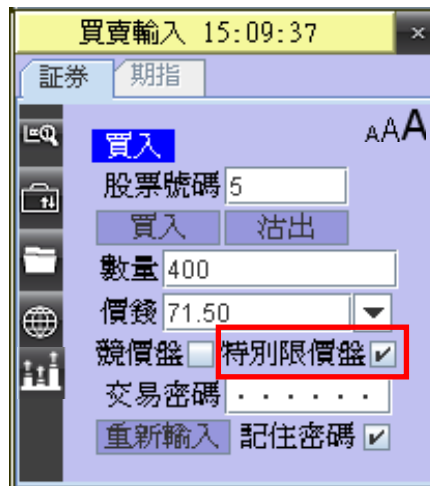 買賣輸入 15:09:37 ×
証券 期指
AAA
買入
股票號碼 5
買入 沽出
數量 400
價錢 71.50
競價盤 特別限價盤
交易密碼 ......
重新輸入 記住密碼